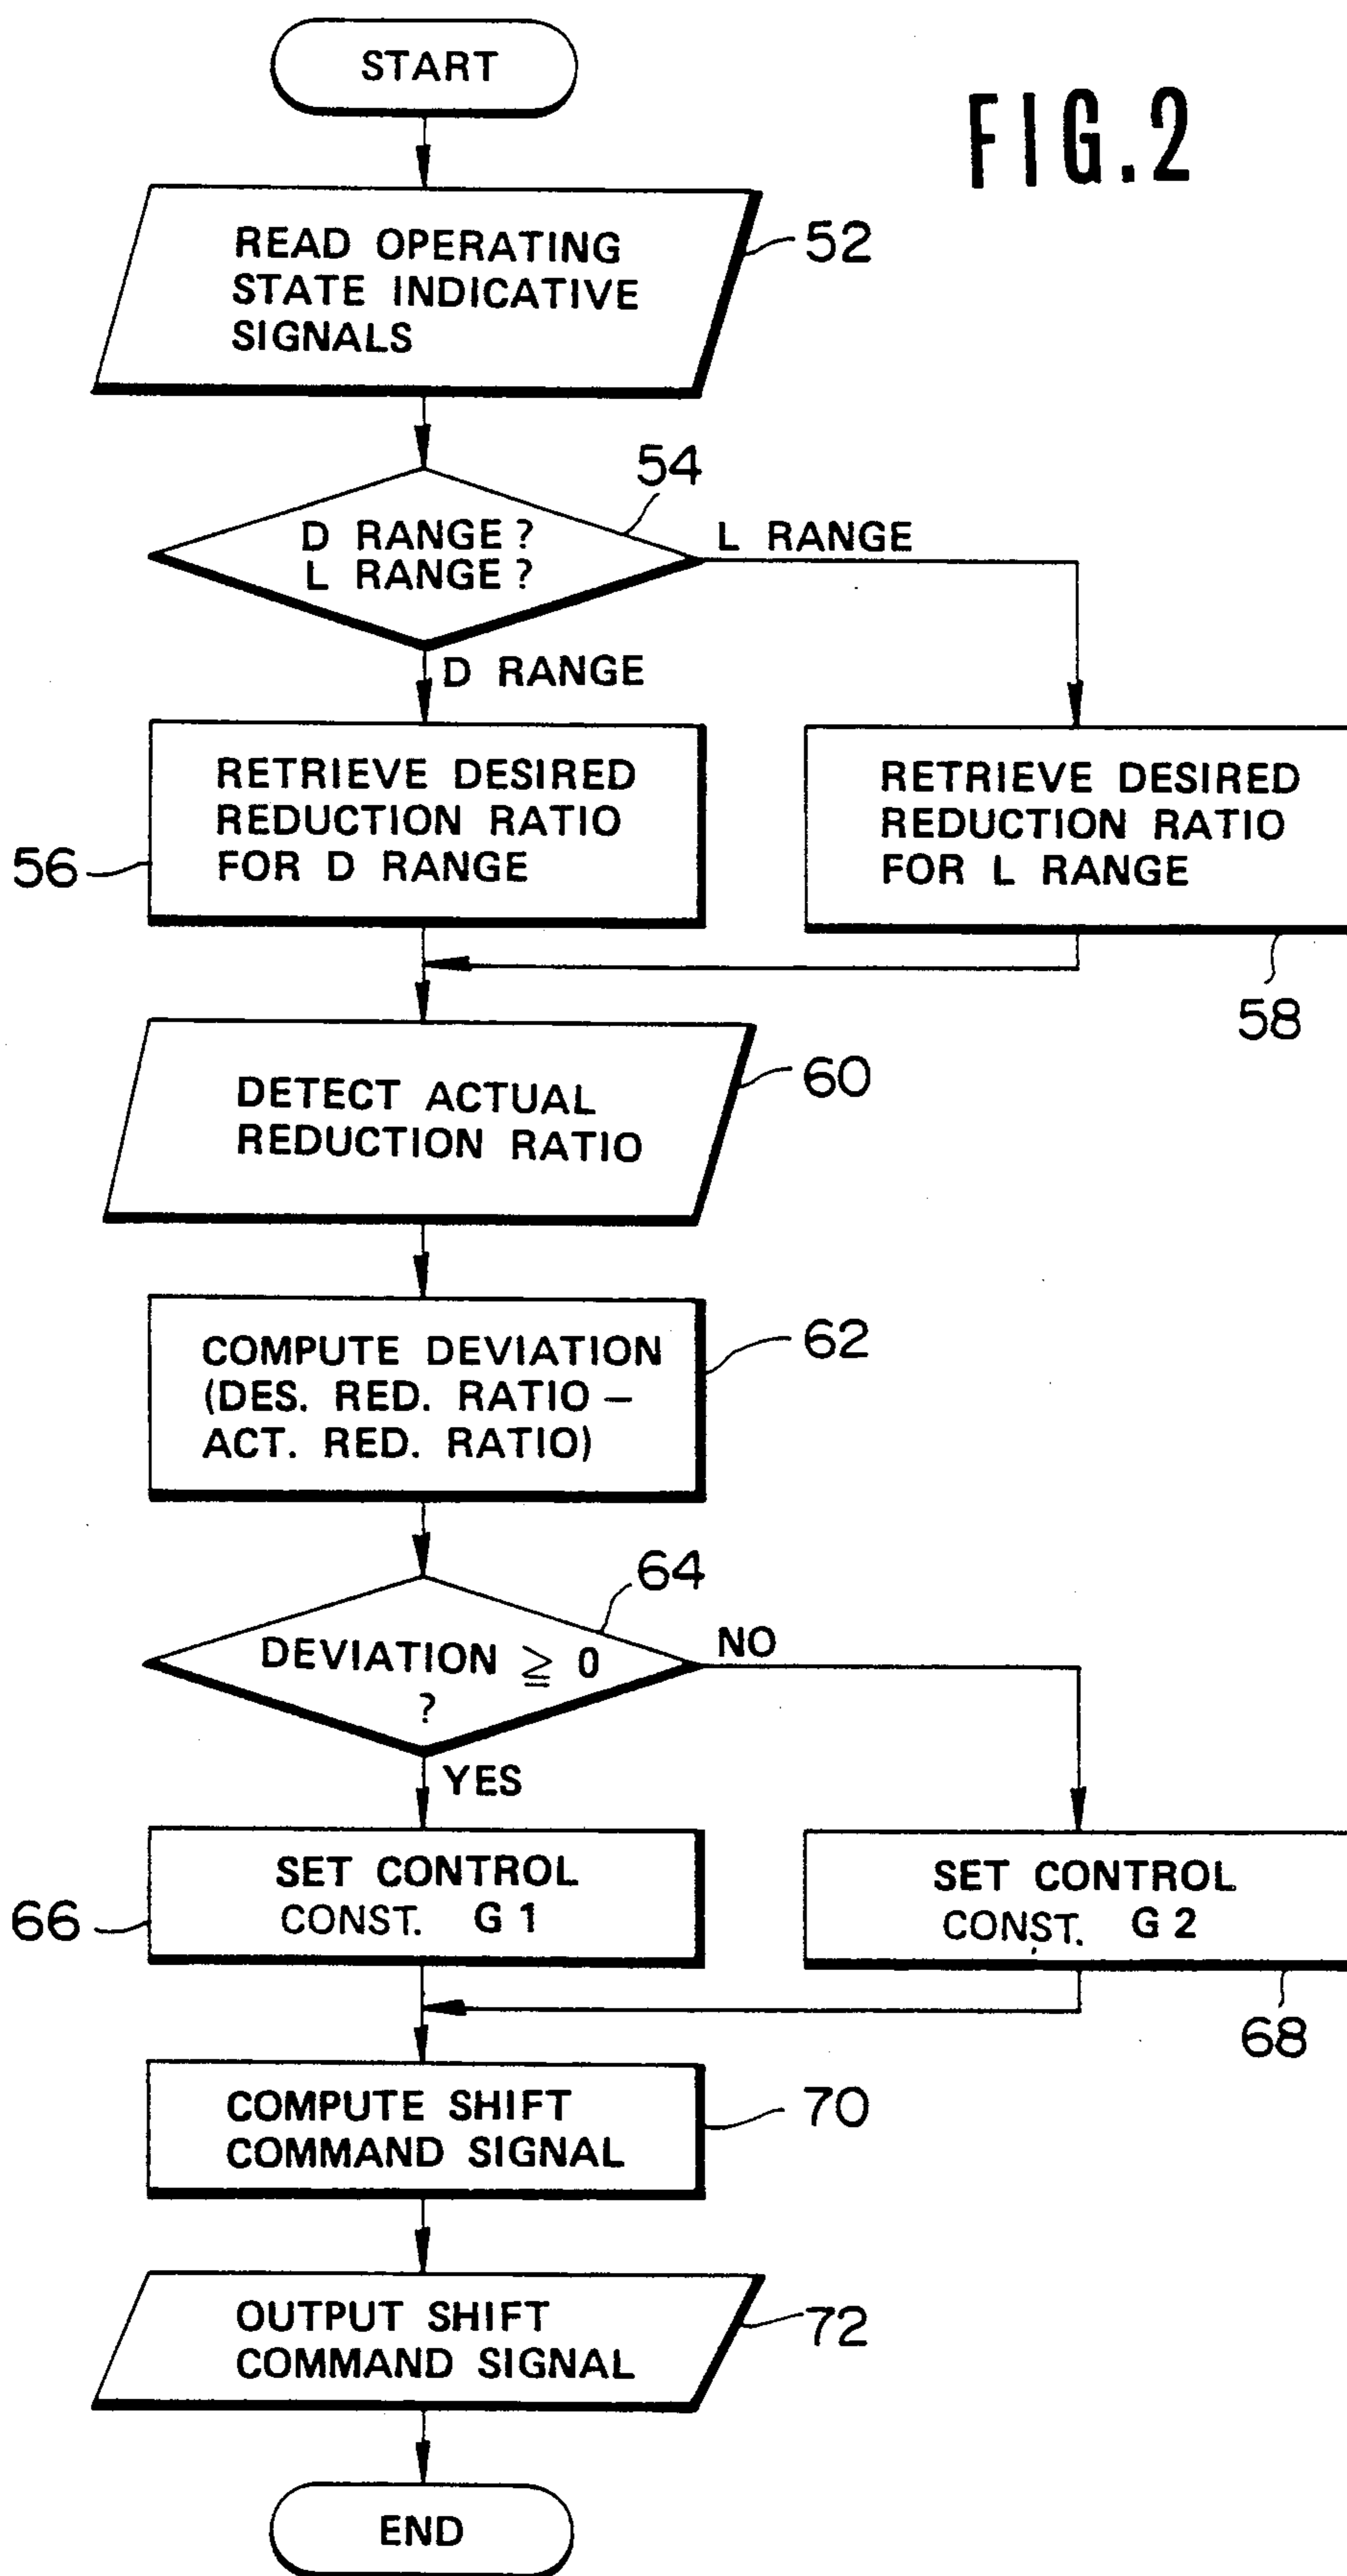 START
FIG.2
READ OPERATING
STATE INDICATIVE
SIGNALS
52
54
D RANGE?
L RANGE?
L RANGE
D RANGE
RETRIEVE DESIRED
REDUCTION RATIO
FOR D RANGE
56
RETRIEVE DESIRED
REDUCTION RATIO
FOR L RANGE
58
DETECT ACTUAL
REDUCTION RATIO
60
COMPUTE DEVIATION
(DES. RED. RATIO –
ACT. RED. RATIO)
62
64
DEVIATION ≧ 0
?
NO
YES
SET CONTROL
CONST. G1
66
SET CONTROL
CONST. G2
68
COMPUTE SHIFT
COMMAND SIGNAL
70
OUTPUT SHIFT
COMMAND SIGNAL
72
END